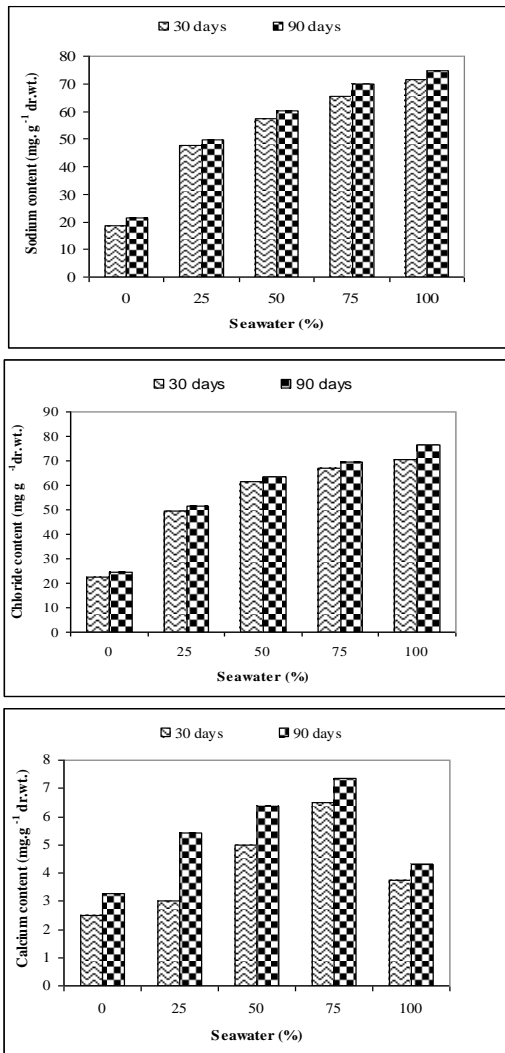 30 days 90 days
80
70
60
50
40
30
20
10
0
Sodium content (mg. g -1 dr.wt.)
0 25 50 75 100
Seawater (%)
30 days 90 days
90
80
70
60
50
40
30
20
10
0
Chloride content (mg g -1dr.wt.)
0 25 50 75 100
Seawater (%)
30 days 90 days
8
7
6
5
4
3
2
1
0
Calcium content (mg.g -1 dr.wt.)
0 25 50 75 100
Seawater (%)